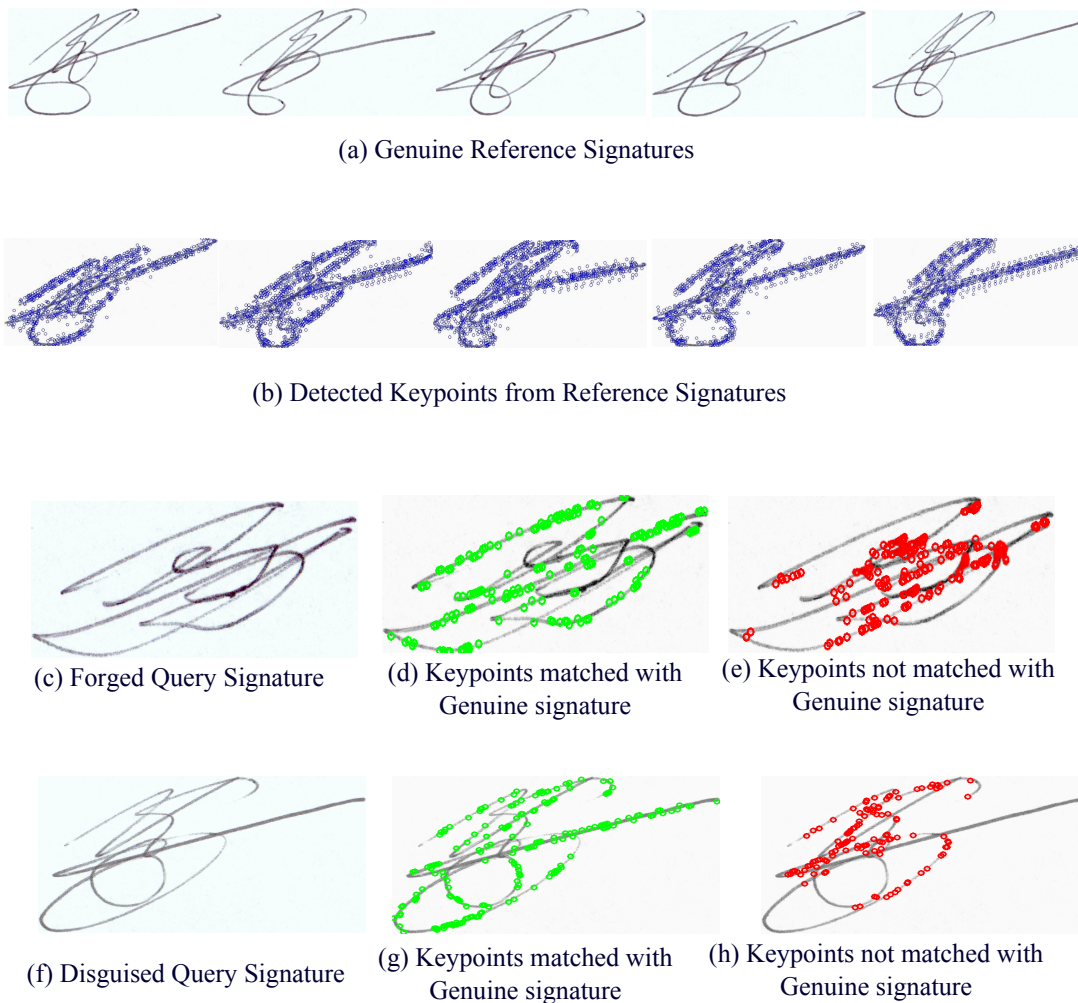 (a) Genuine Reference Signatures
(b) Detected Keypoints from Reference Signatures
(c) Forged Query Signature
(d) Keypoints matched with
Genuine signature
(e) Keypoints not matched with
Genuine signature
(f) Disguised Query Signature
(g) Keypoints matched with
Genuine signature
(h) Keypoints not matched with
Genuine signature